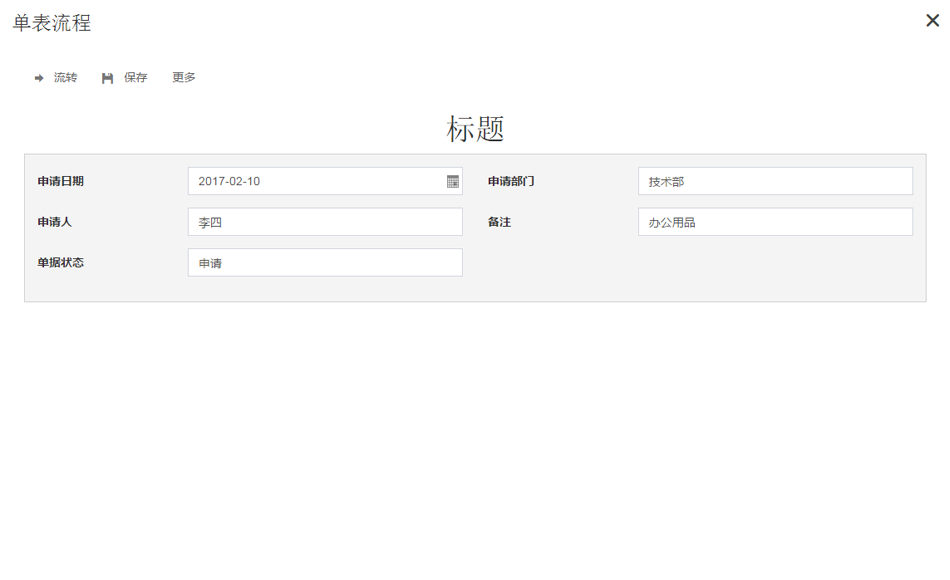 单表流程
流转 保存 更多
标题
申请日期 2017-02-10 申请部门 技术部
申请人 李四 备注 办公用品
单据状态 申请